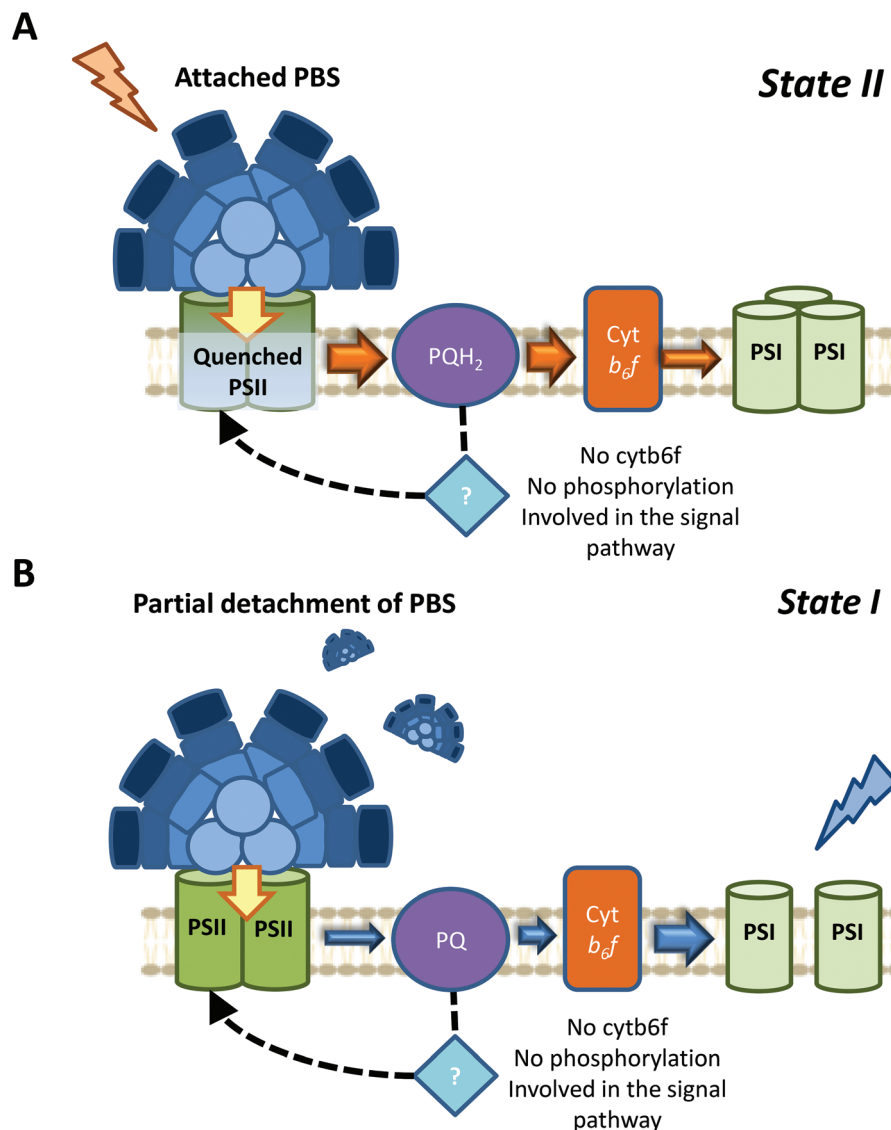 A
Attached PBS
State II
Quenched
PSII
PQH₂
Cyt
b₆f
PSI
PSI
?
No cytb6f
No phosphorylation
Involved in the signal
pathway
B
Partial detachment of PBS
State I
PSII
PSII
PQ
Cyt
b₆f
PSI
PSI
?
No cytb6f
No phosphorylation
Involved in the signal
pathway